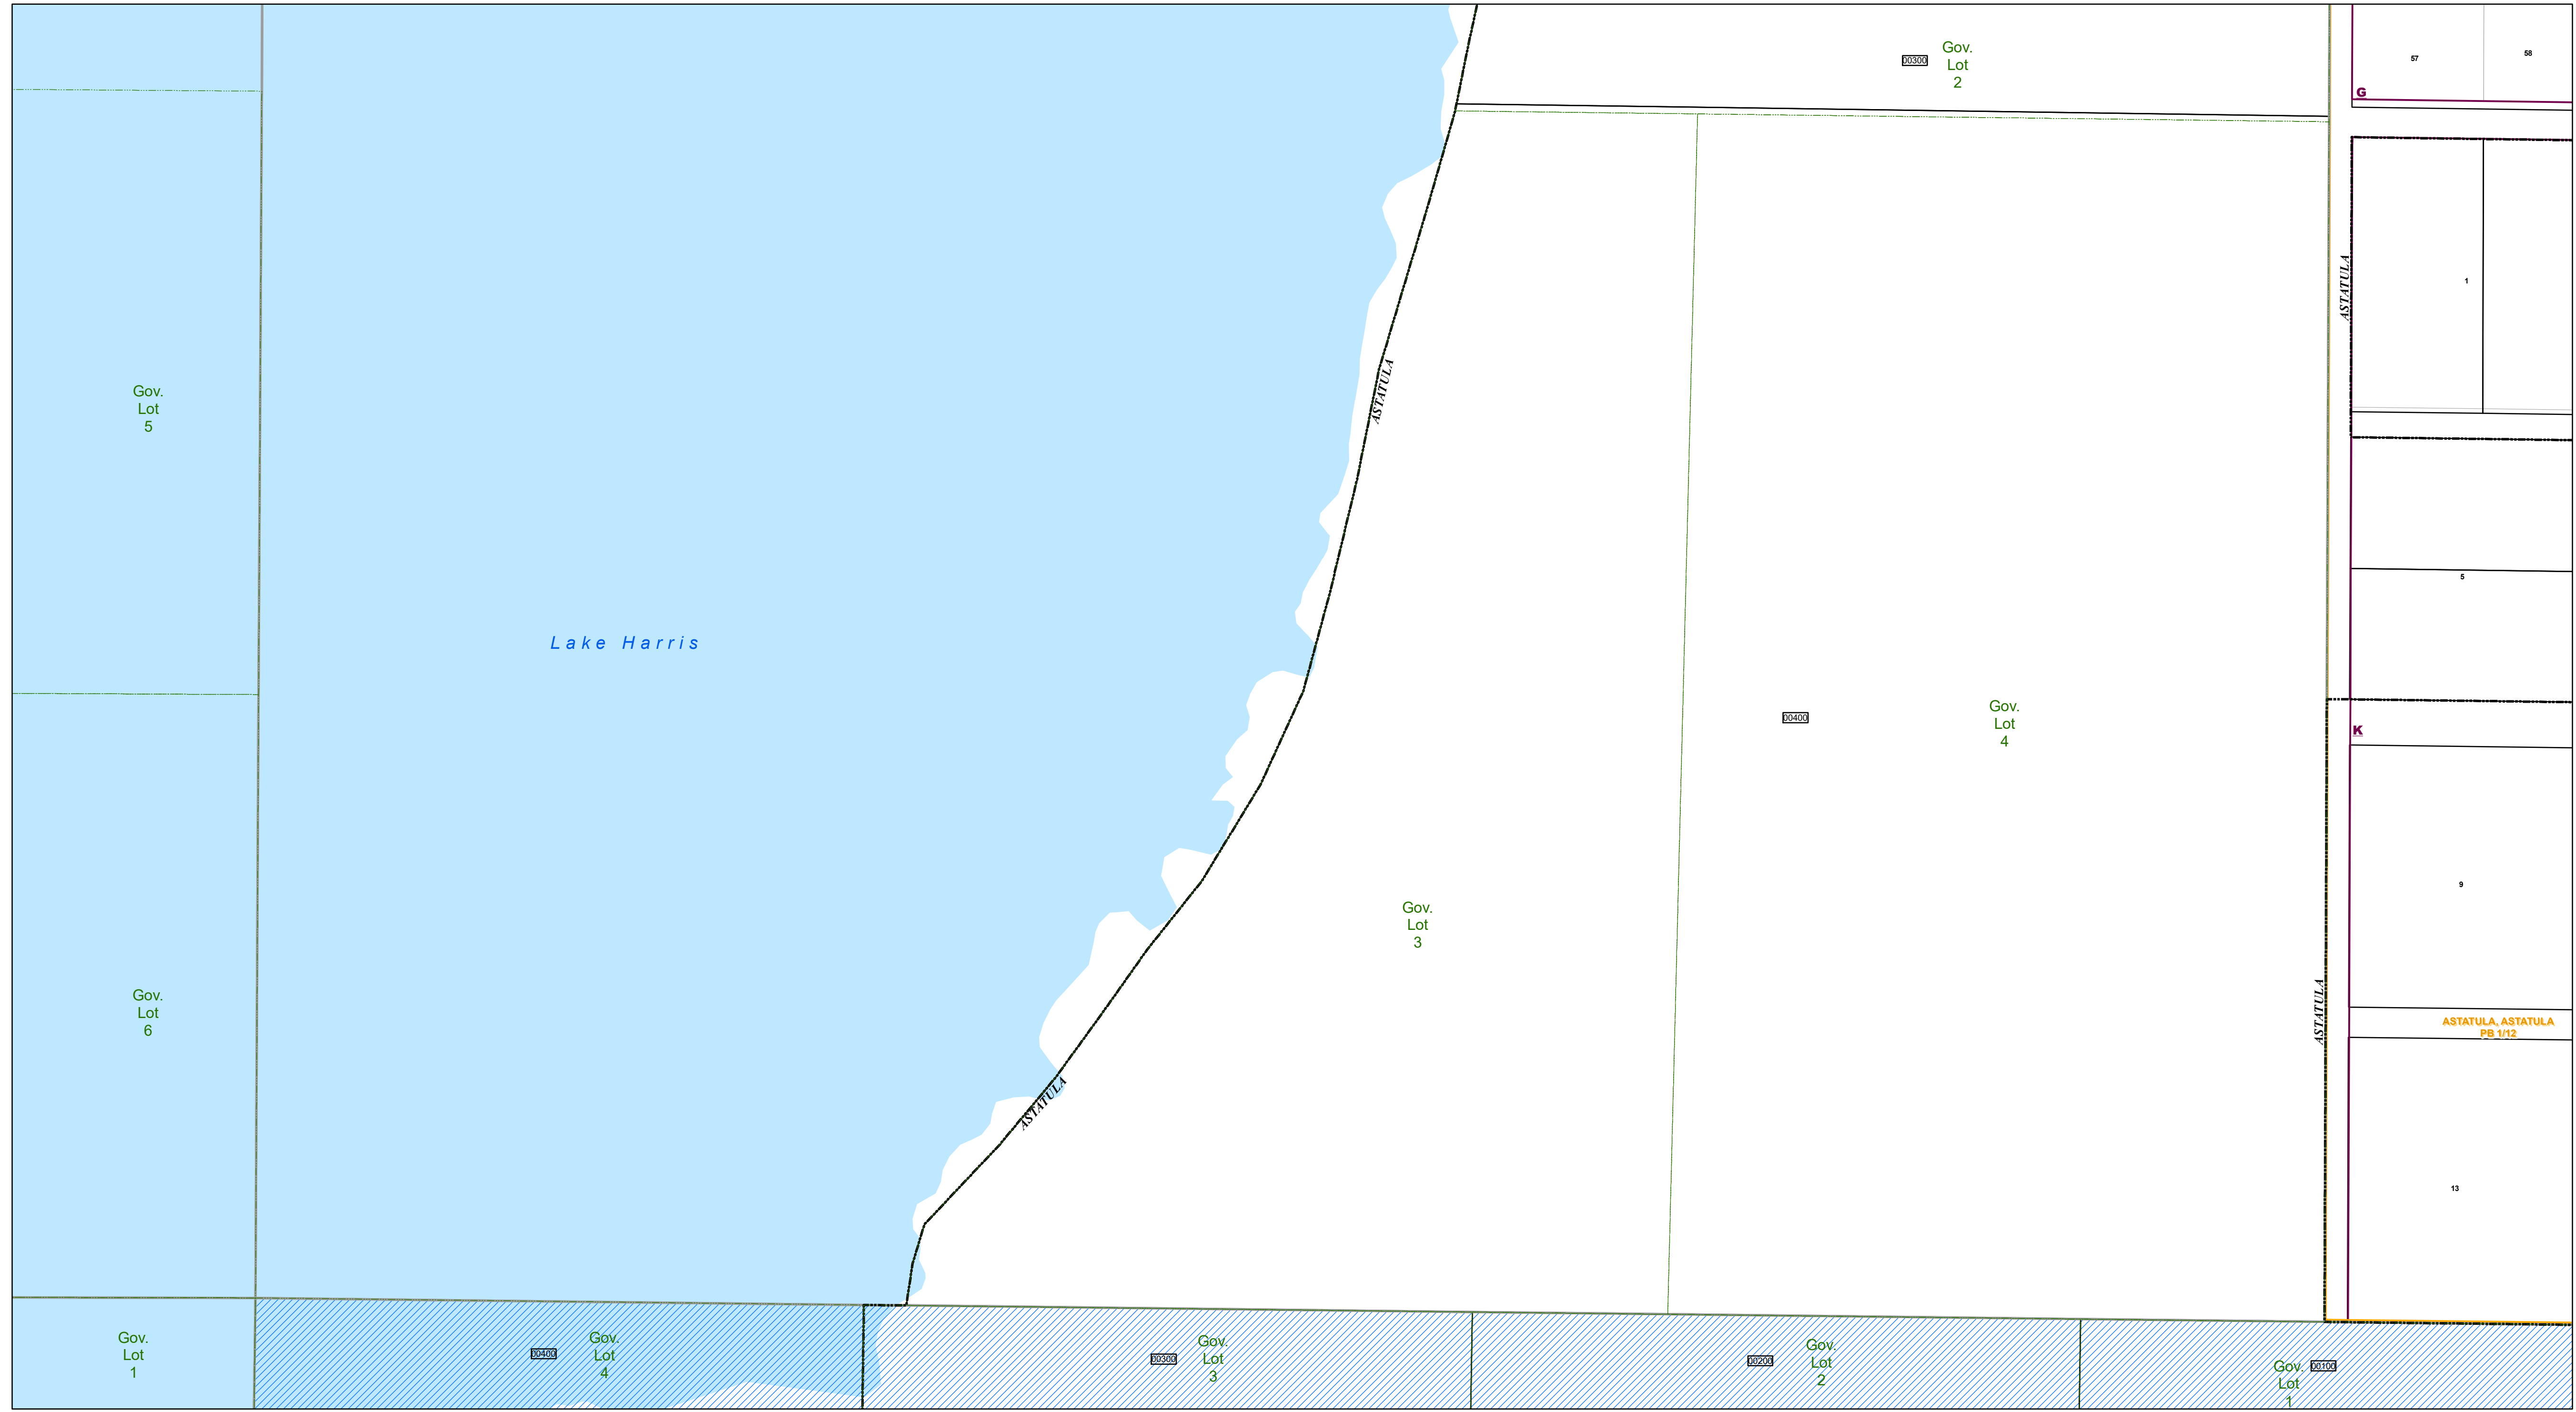 Gov.
Lot
2
00300
57
58
G
1
ASTATULA
Gov.
Lot
5
ASTATULA
5
Lake Harris
Gov.
Lot
4
00400
K
9
Gov.
Lot
3
Gov.
Lot
6
ASTATULA
ASTATULA, ASTATULA
PB 1/12
ASTATULA
13
Gov.
Lot
1
00400
Gov.
Lot
4
00300
Gov.
Lot
3
00200
Gov.
Lot
2
Gov.
Lot
1
00100